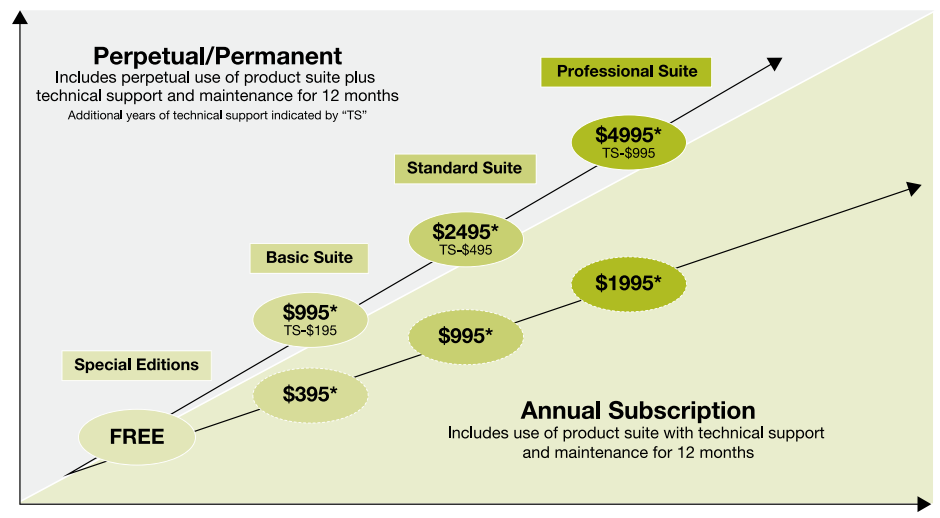 Perpetual/Permanent
Includes perpetual use of product suite plus
technical support and maintenance for 12 months
Additional years of technical support indicated by “TS”
Professional Suite
$4995*
TS-$995
Standard Suite
$2495*
TS-$495
Basic Suite
$995*
TS-$195
Special Editions
FREE
$395*
$995*
$1995*
Annual Subscription
Includes use of product suite with technical support
and maintenance for 12 months